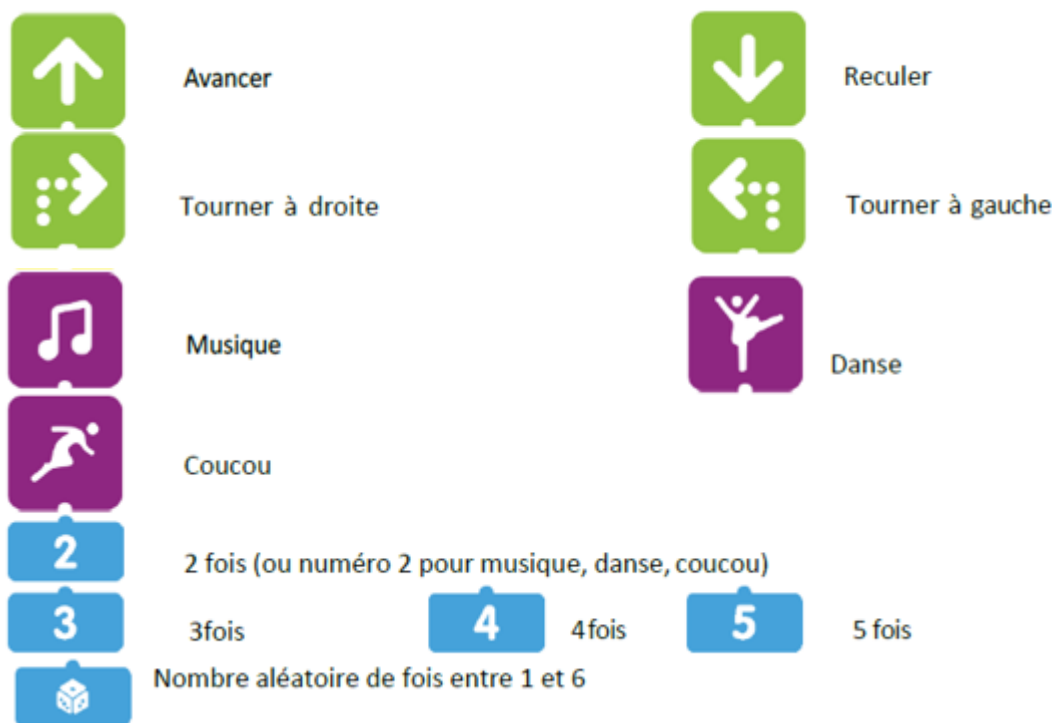 Avancer
Reculer
Tourner à droite
Tourner à gauche
Musique
Danse
Coucou
2
2 fois (ou numéro 2 pour musique, danse, coucou)
3
3fois
4
4fois
5
5 fois
Nombre aléatoire de fois entre 1 et 6